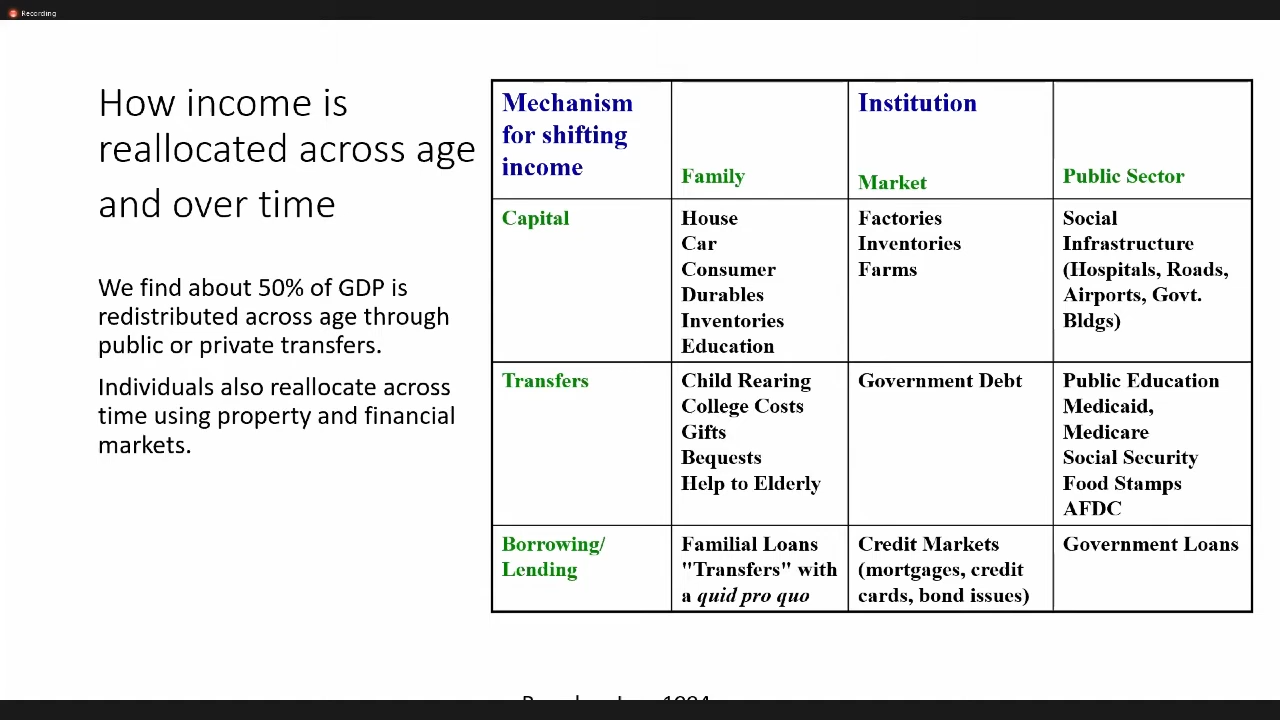 Recording
How income is
reallocated across age
and over time
We find about 50% of GDP is
redistributed across age through
public or private transfers.
Individuals also reallocate across
time using property and financial
markets.
Mechanism
for shifting
income
Institution
Family
Market
Public Sector
Capital
House
Car
Consumer
Durables
Inventories
Education
Factories
Inventories
Farms
Social
Infrastructure
(Hospitals, Roads,
Airports, Govt.
Bldgs)
Transfers
Child Rearing
College Costs
Gifts
Bequests
Help to Elderly
Government Debt
Public Education
Medicaid,
Medicare
Social Security
Food Stamps
AFDC
Borrowing/
Lending
Familial Loans
"Transfers" with
a quid pro quo
Credit Markets
(mortgages, credit
cards, bond issues)
Government Loans